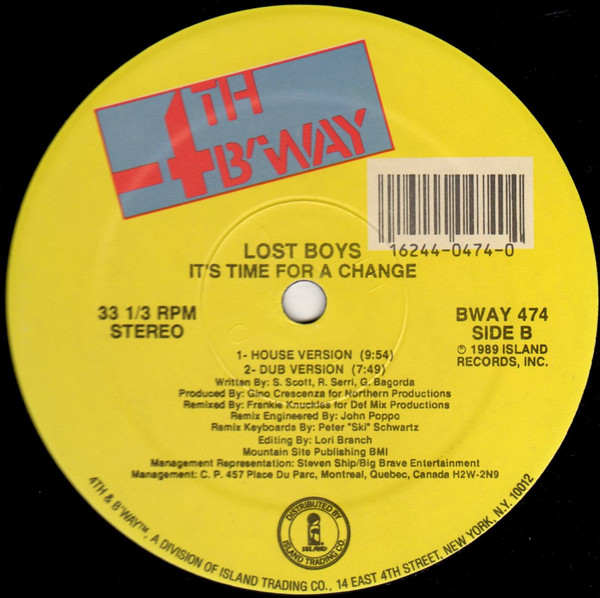 4TH
B'WAY
16244-0474-0
LOST BOYS
IT'S TIME FOR A CHANGE
33 1/3 RPM
STEREO
BWAY 474
SIDE B
℗ 1989 ISLAND
RECORDS, INC.
1- HOUSE VERSION (9:54)
2- DUB VERSION (7:49)
Written By: S. Scott, R. Serri, G. Bagorda
Produced By: Gino Crescenza for Northern Productions
Remixed By: Frankie Knuckles for Def Mix Productions
Remix Engineered By: John Poppo
Remix Keyboards By: Peter "Ski" Schwartz
Editing By: Lori Branch
Mountain Site Publishing BMI
Management Representation: Steven Ship/Big Brave Entertainment
Management: C. P. 457 Place Du Parc, Montreal, Quebec, Canada H2W-2N9
DISTRIBUTED BY
ISLAND
ISLAND TRADING CO.
4TH & B'WAY™, A DIVISION OF ISLAND TRADING CO., 14 EAST 4TH STREET, NEW YORK, N.Y. 10012